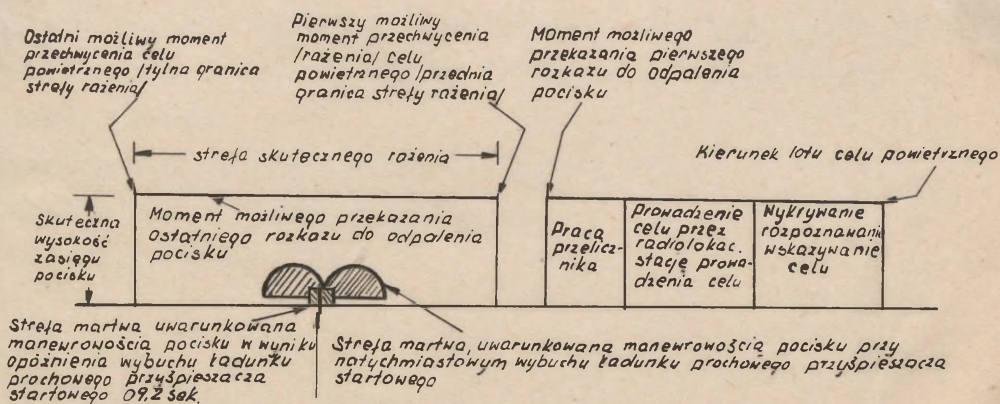 Ostatni możliwy moment
przechwycenia celu
powietrznego /tylna granica
strefy rażenia/
Pierwszy możliwy
moment przechwycenia
/rażenia/ celu
powietrznego /przednia
granica strefy rażenia/
Moment możliwego
przekazania pierwszego
rozkazu do odpalenia
pocisku
strefa skutecznego rażenia
Kierunek lotu celu powietrznego
Skuteczna
wysokość
zasięgu
pocisku
Moment możliwego przekazania
ostatniego rozkazu do odpalenia
pocisku
Praca
przelicz-
nika
Prowadzenie
celu przez
radiolokac.
stację prowa-
dzenia celu
Wykrywanie
rozpoznawanie
wskazywanie
celu
Strefa martwa uwarunkowana
manewrowością pocisku w wyniku
opóźnienia wybuchu ładunku
prochowego przyśpieszacza
startowego 09,2 sek.
Strefa martwa, uwarunkowana manewrowością pocisku przy
natychmiastowym wybuchu ładunku prochowego przyśpieszacza
startowego